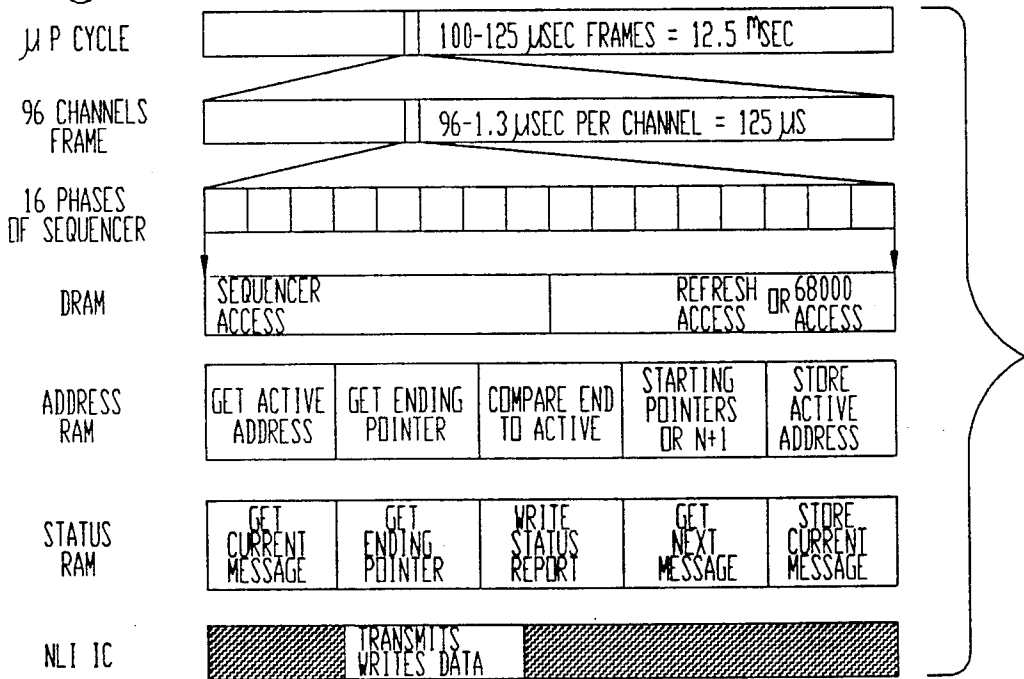 μ P CYCLE
100-125 μSEC FRAMES = 12.5 MSEC
96 CHANNELS
FRAME
96-1.3 μSEC PER CHANNEL = 125 μS
16 PHASES
OF SEQUENCER
DRAM
SEQUENCER
ACCESS
REFRESH OR 68000
ACCESS ACCESS
ADDRESS
RAM
GET ACTIVE
ADDRESS
GET ENDING
POINTER
COMPARE END
TO ACTIVE
STARTING
POINTERS
OR N+1
STORE
ACTIVE
ADDRESS
STATUS
RAM
GET
CURRENT
MESSAGE
GET
ENDING
POINTER
WRITE
STATUS
REPORT
GET
NEXT
MESSAGE
STORE
CURRENT
MESSAGE
NLI IC
TRANSMITS
WRITES DATA